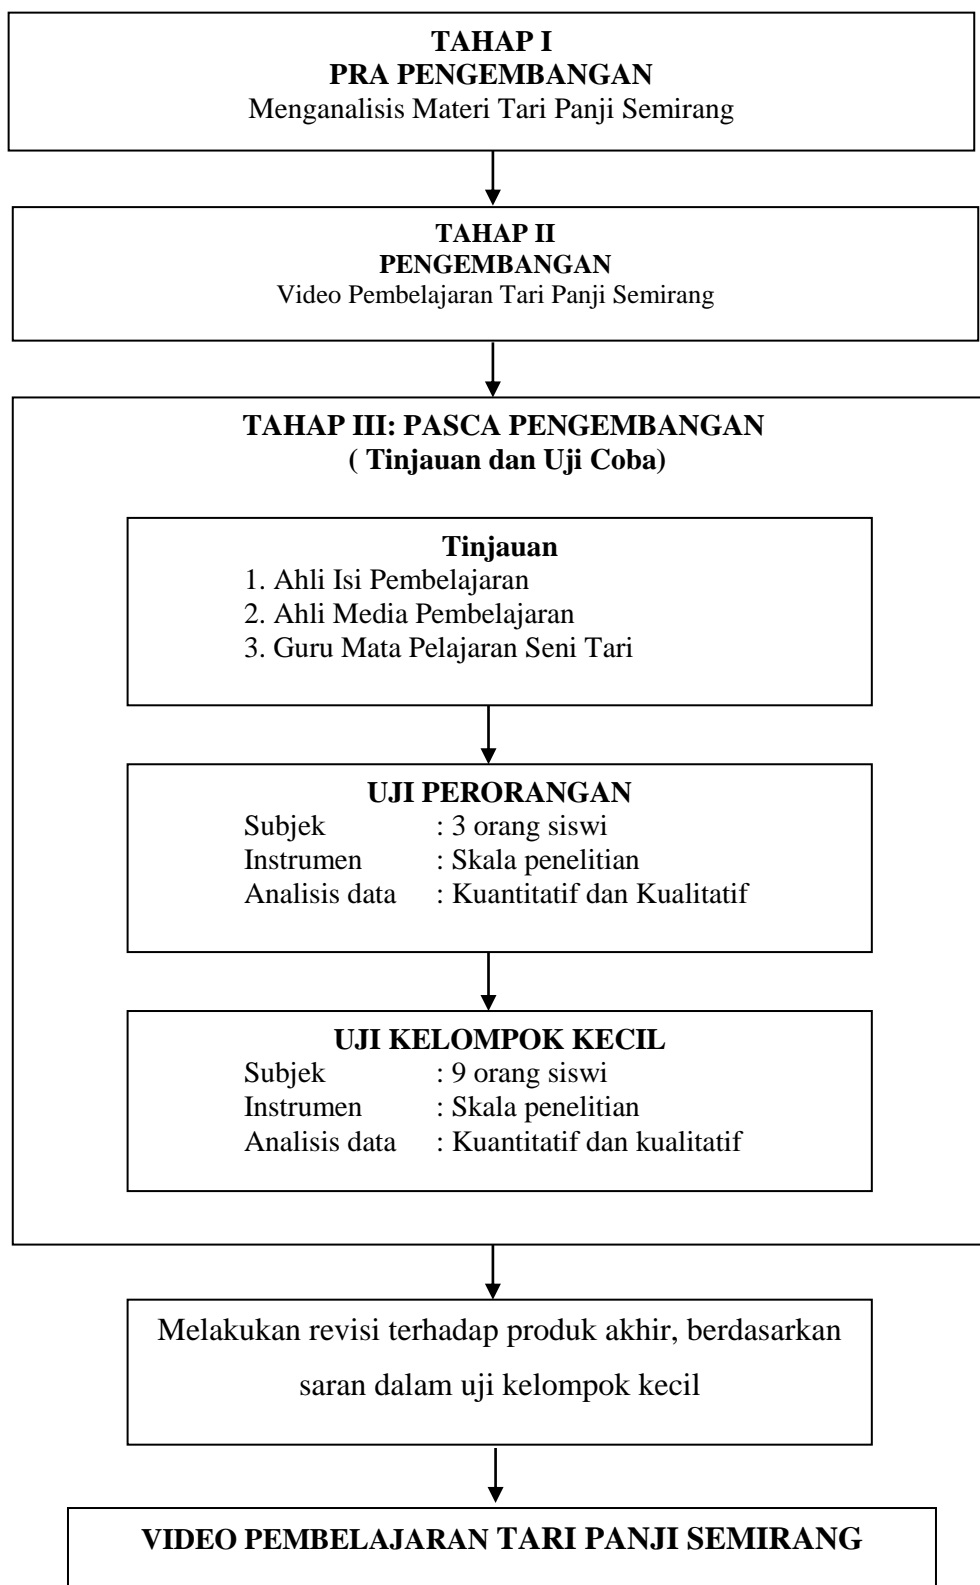 TAHAP I
PRA PENGEMBANGAN
Menganalisis Materi Tari Panji Semirang
TAHAP II
PENGEMBANGAN
Video Pembelajaran Tari Panji Semirang
TAHAP III: PASCA PENGEMBANGAN
( Tinjauan dan Uji Coba)
Tinjauan
1. Ahli Isi Pembelajaran
2. Ahli Media Pembelajaran
3. Guru Mata Pelajaran Seni Tari
UJI PERORANGAN
Subjek : 3 orang siswi
Instrumen : Skala penelitian
Analisis data : Kuantitatif dan Kualitatif
UJI KELOMPOK KECIL
Subjek : 9 orang siswi
Instrumen : Skala penelitian
Analisis data : Kuantitatif dan kualitatif
Melakukan revisi terhadap produk akhir, berdasarkan
saran dalam uji kelompok kecil
VIDEO PEMBELAJARAN TARI PANJI SEMIRANG